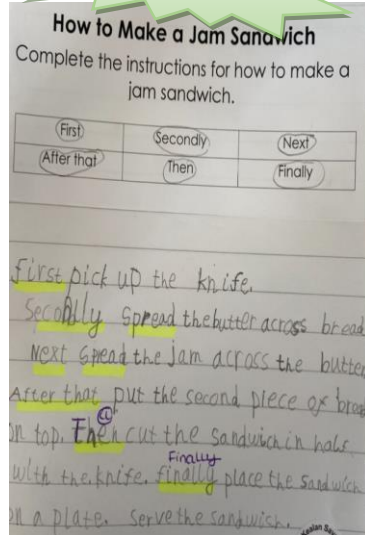 How to Make a Jam Sandwich
Complete the instructions for how to make a
jam sandwich.
First Secondly Next
After that Then Finally
first pick up the knife.
Seconlly Spread the butter across bread
Next Spread the jam across the butter
After that put the second piece of bread
on top. Then cut the sandwich in half
Finally
with the knife. finally place the sandwich
on a plate. Serve the sandwich.